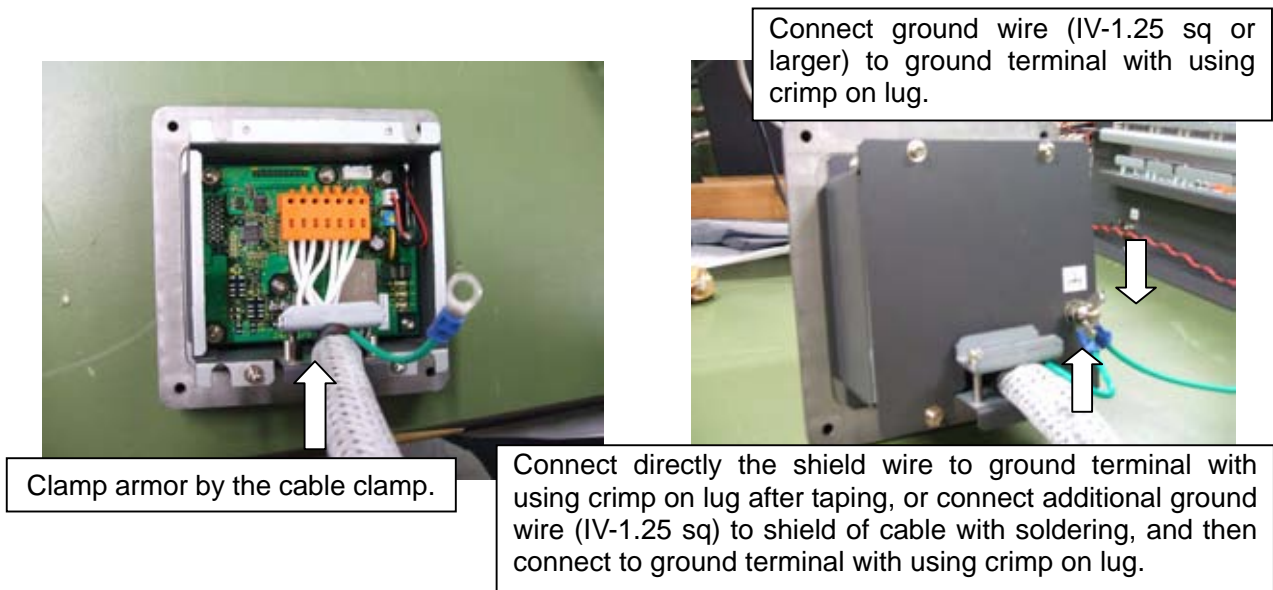 Connect ground wire (IV-1.25 sq or
larger) to ground terminal with using
crimp on lug.
Clamp armor by the cable clamp.
Connect directly the shield wire to ground terminal with
using crimp on lug after taping, or connect additional ground
wire (IV-1.25 sq) to shield of cable with soldering, and then
connect to ground terminal with using crimp on lug.